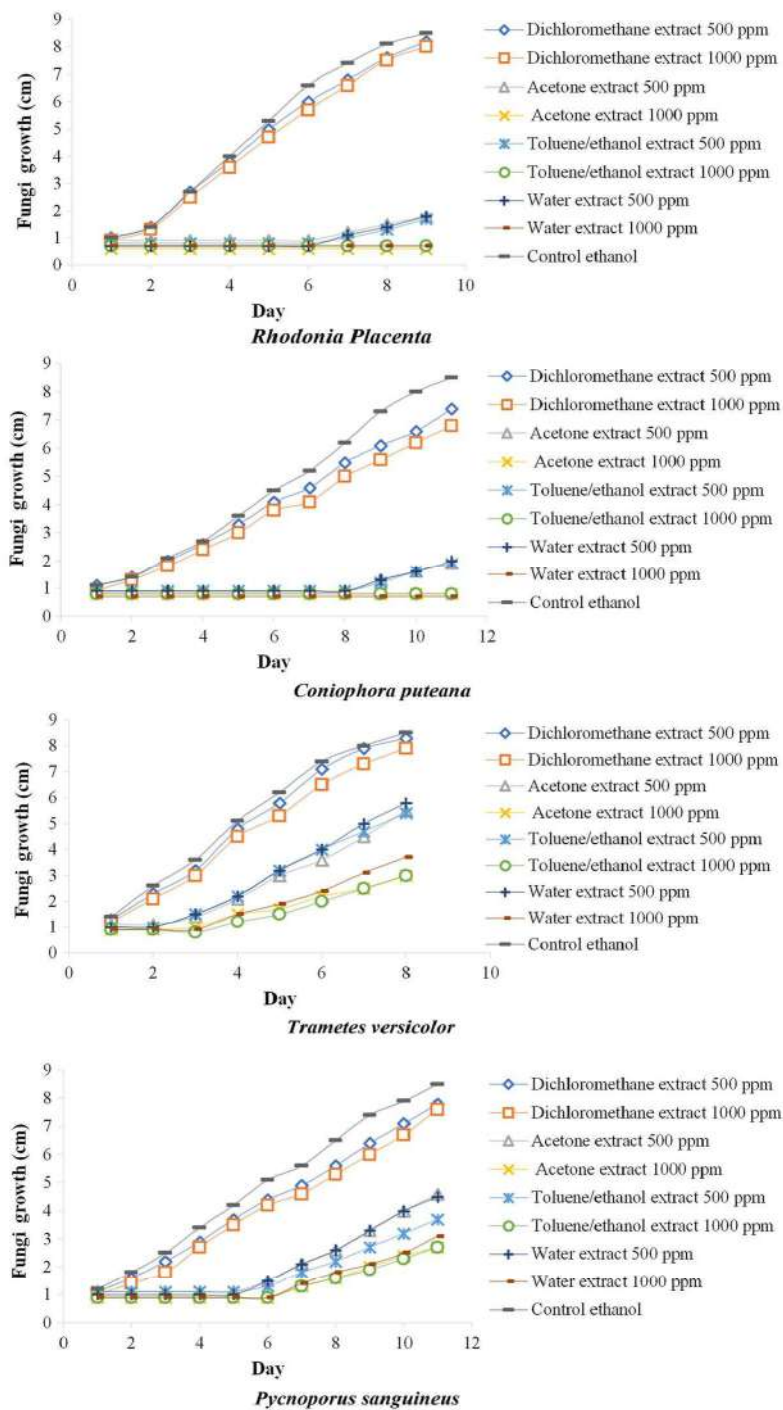 9
8
7
6
5
4
3
2
1
0
Fungi growth (cm)
0 2 4 6 8 10
Day
Dichloromethane extract 500 ppm
Dichloromethane extract 1000 ppm
Acetone extract 500 ppm
Acetone extract 1000 ppm
Toluene/ethanol extract 500 ppm
Toluene/ethanol extract 1000 ppm
Water extract 500 ppm
Water extract 1000 ppm
Control ethanol
Rhodonia Placenta
9
8
7
6
5
4
3
2
1
0
Fungi growth (cm)
0 2 4 6 8 10 12
Day
Dichloromethane extract 500 ppm
Dichloromethane extract 1000 ppm
Acetone extract 500 ppm
Acetone extract 1000 ppm
Toluene/ethanol extract 500 ppm
Toluene/ethanol extract 1000 ppm
Water extract 500 ppm
Water extract 1000 ppm
Control ethanol
Coniophora puteana
9
8
7
6
5
4
3
2
1
0
Fungi growth (cm)
0 2 4 6 8 10
Day
Dichloromethane extract 500 ppm
Dichloromethane extract 1000 ppm
Acetone extract 500 ppm
Acetone extract 1000 ppm
Toluene/ethanol extract 500 ppm
Toluene/ethanol extract 1000 ppm
Water extract 500 ppm
Water extract 1000 ppm
Control ethanol
Trametes versicolor
9
8
7
6
5
4
3
2
1
0
Fungi growth (cm)
0 2 4 6 8 10 12
Day
Dichloromethane extract 500 ppm
Dichloromethane extract 1000 ppm
Acetone extract 500 ppm
Acetone extract 1000 ppm
Toluene/ethanol extract 500 ppm
Toluene/ethanol extract 1000 ppm
Water extract 500 ppm
Water extract 1000 ppm
Control ethanol
Pycnoporus sanguineus